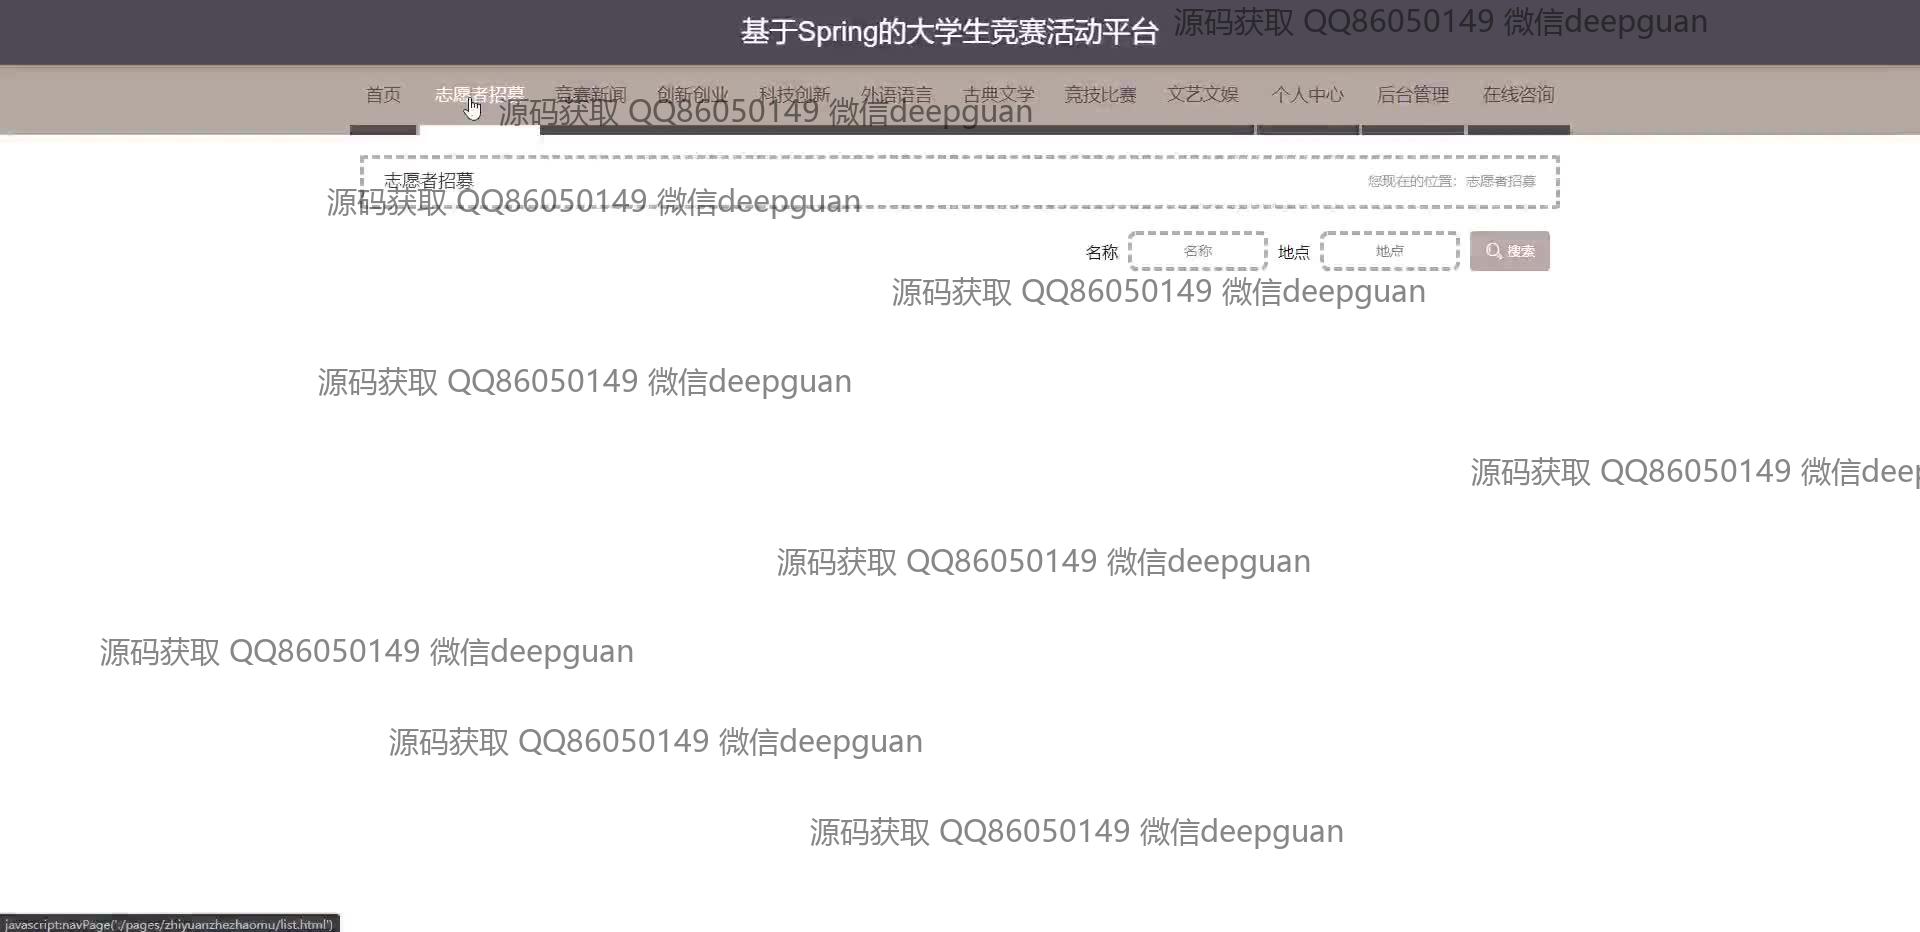 基于Spring的大学生竞赛活动平台
源码获取 QQ86050149 微信deepguan
首页 志愿者招募 竞赛新闻 创新创业 科技创新 外语语言 古典文学 竞技比赛 文艺文娱 个人中心 后台管理 在线咨询
源码获取 QQ86050149 微信deepguan
志愿者招募 您现在的位置：志愿者招募
源码获取 QQ86050149 微信deepguan
名称 名称 地点 地点 搜索
源码获取 QQ86050149 微信deepguan
源码获取 QQ86050149 微信deepguan
源码获取 QQ86050149 微信deep
源码获取 QQ86050149 微信deepguan
源码获取 QQ86050149 微信deepguan
源码获取 QQ86050149 微信deepguan
源码获取 QQ86050149 微信deepguan
javascript:navPage('./pages/zhiyuanzhezhaomu/list.html')